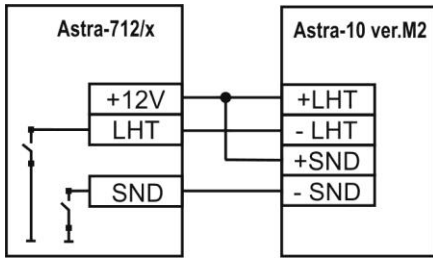 Astra-712/x
+12V
LHT
SND
Astra-10 ver.M2
+LHT
- LHT
+SND
- SND